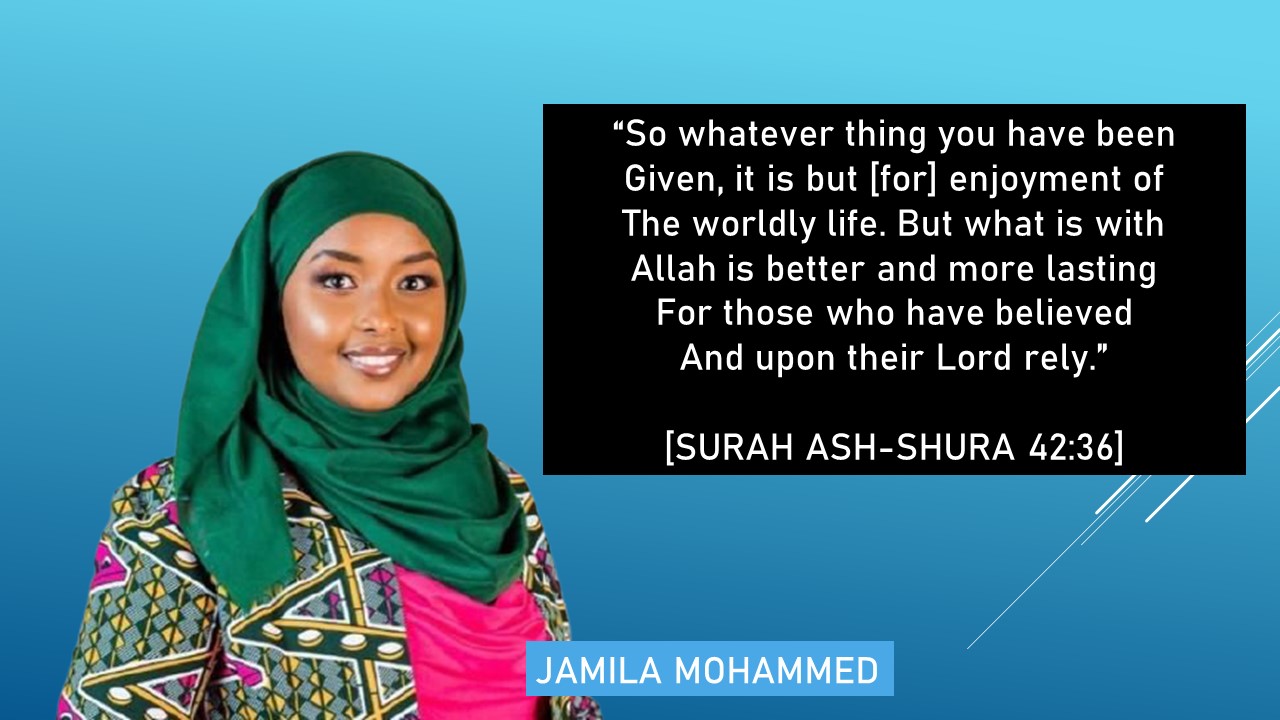 “So whatever thing you have been
Given, it is but [for] enjoyment of
The worldly life. But what is with
Allah is better and more lasting
For those who have believed
And upon their Lord rely.”
[SURAH ASH-SHURA 42:36]
JAMILA MOHAMMED